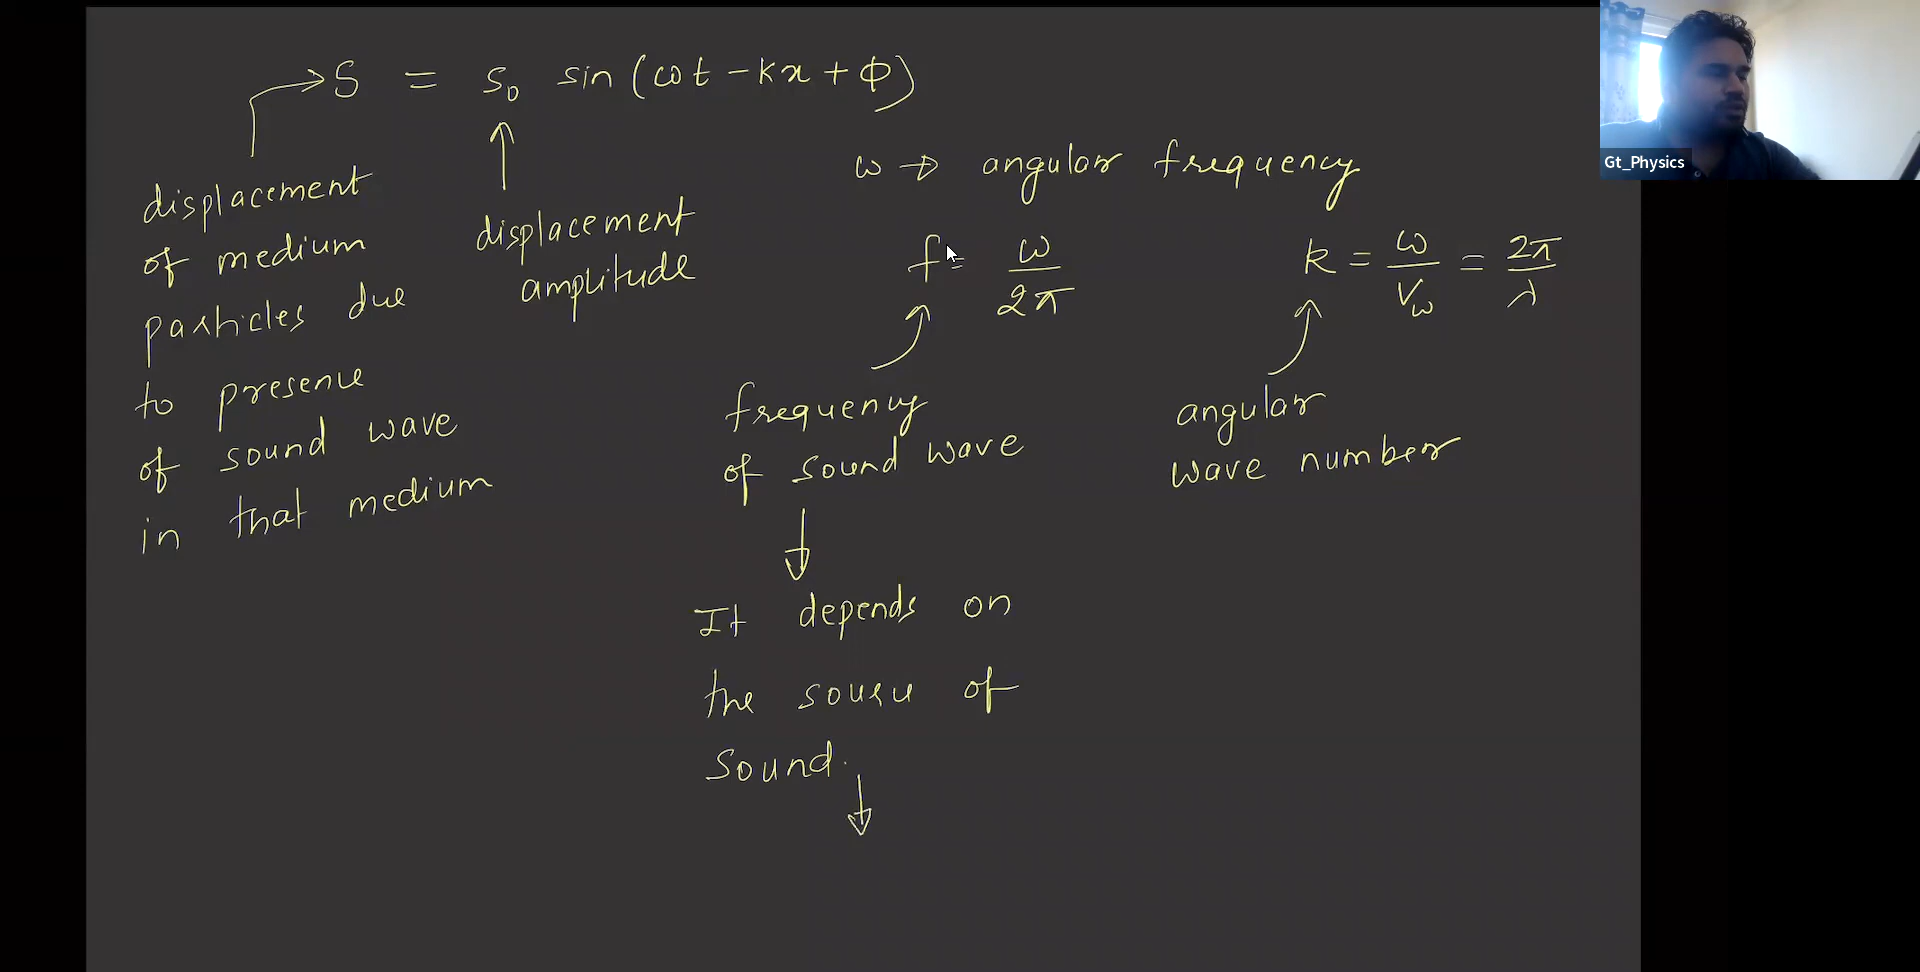 S = s₀ sin (ωt - kx + Φ)
displacement
of medium
particles due
to presence
of sound wave
in that medium
displacement
amplitude
ω → angular frequency
f = ω/2π
frequency
of sound wave
It depends on
the source of
sound.
k = ω/Vω = 2π/λ
angular
wave number
Gt_Physics